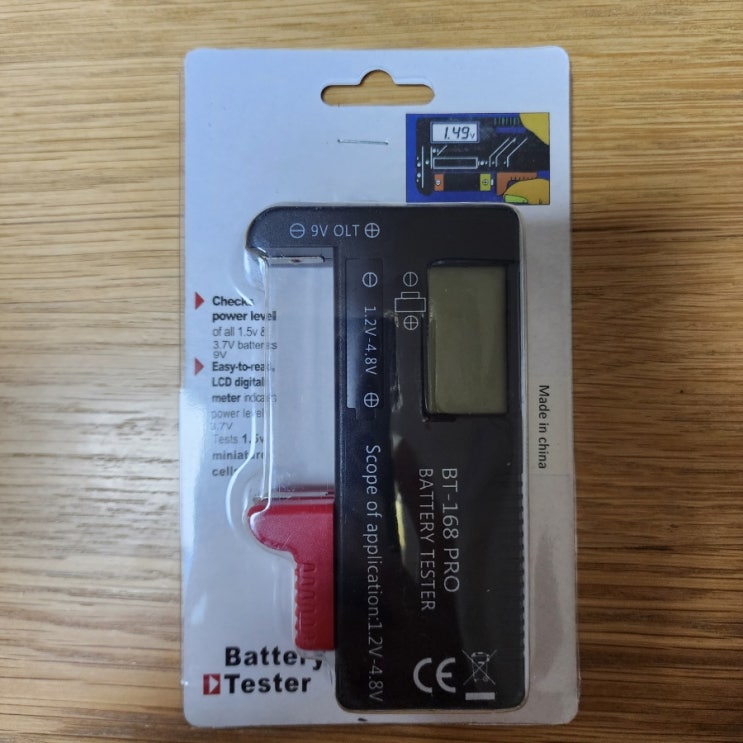 1.49v
9V OLT
1.2V-4.8V
Checks
power level
of all 1.5v &
3.7V batteries
9V
Easy-to-read,
LCD digital
meter indicates
power level
3.7V
Tests 1.5v
miniature
cells
Made in china
BT-168 PRO
BATTERY TESTER
Scope of application:1.2V-4.8V
CE
Battery
Tester